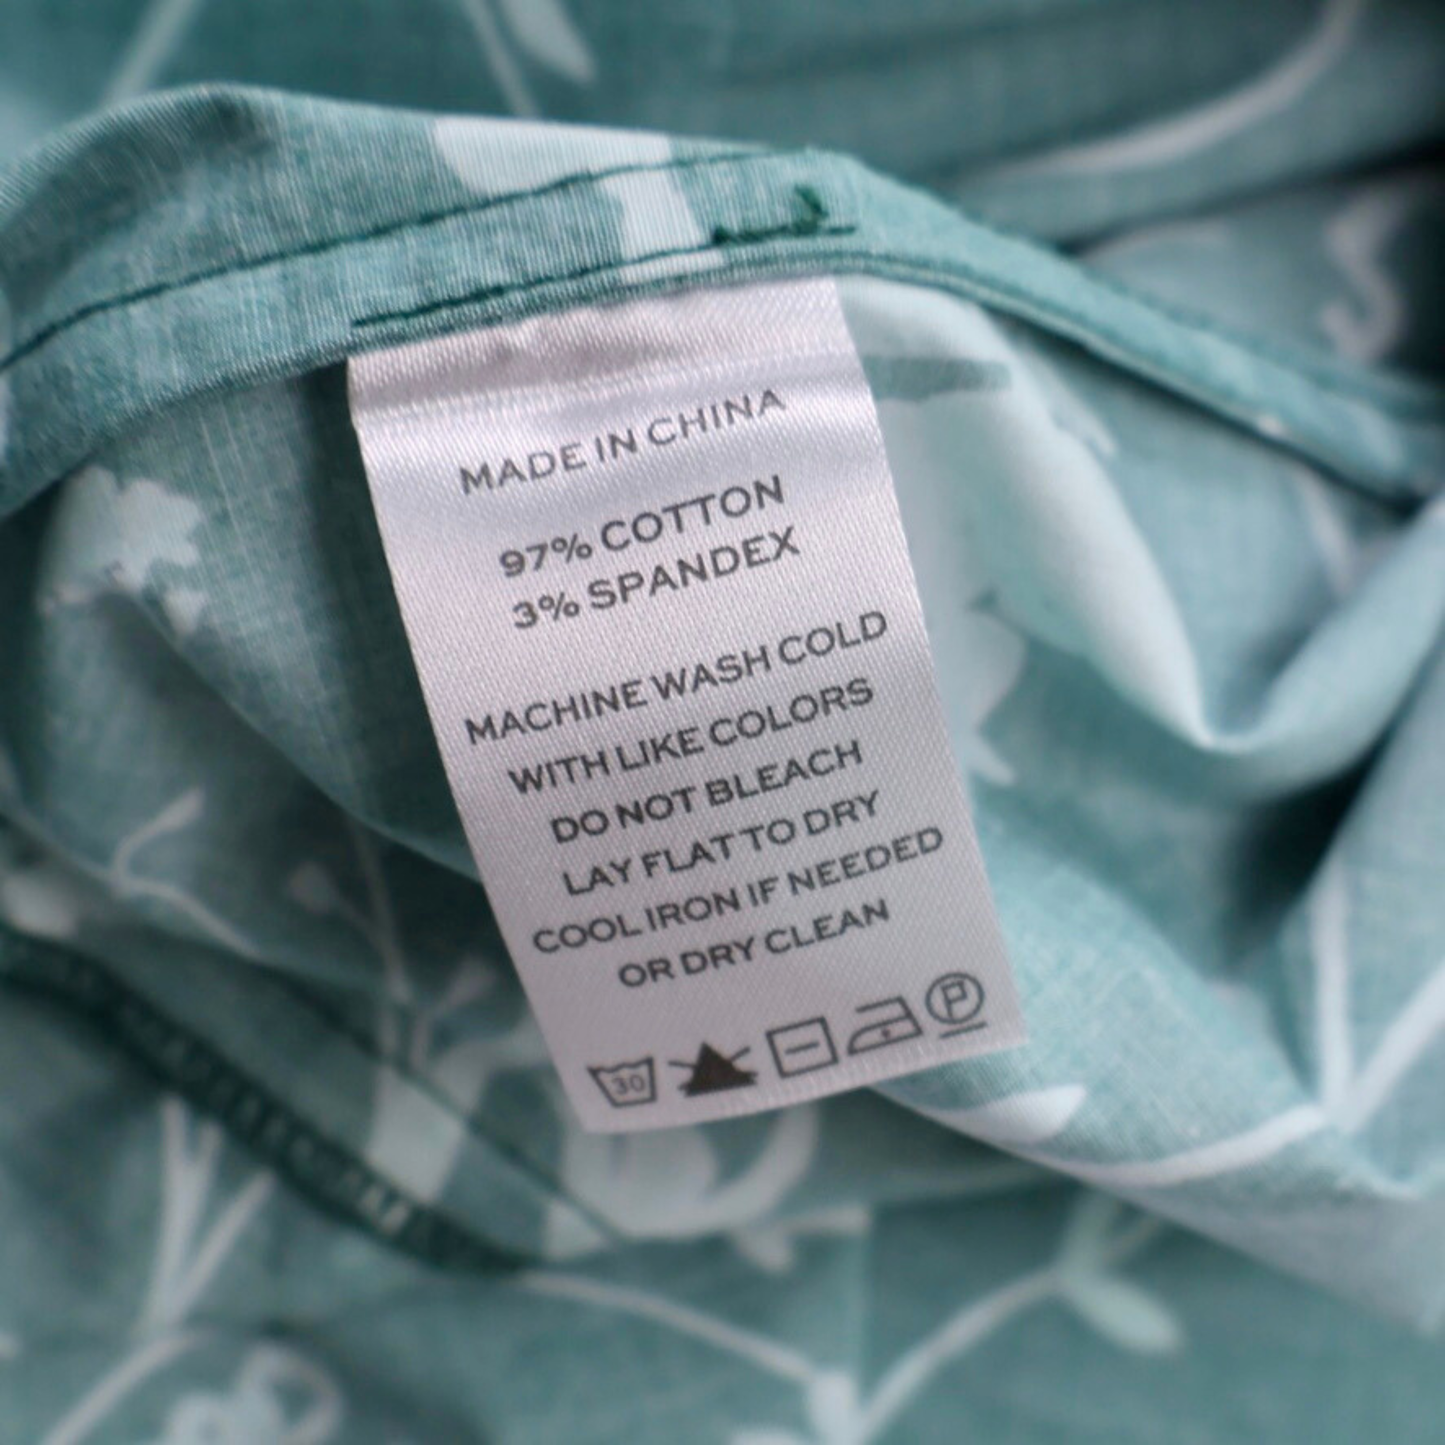 MADE IN CHINA
97% COTTON
3% SPANDEX
MACHINE WASH COLD
WITH LIKE COLORS
DO NOT BLEACH
LAY FLAT TO DRY
COOL IRON IF NEEDED
OR DRY CLEAN
30 P